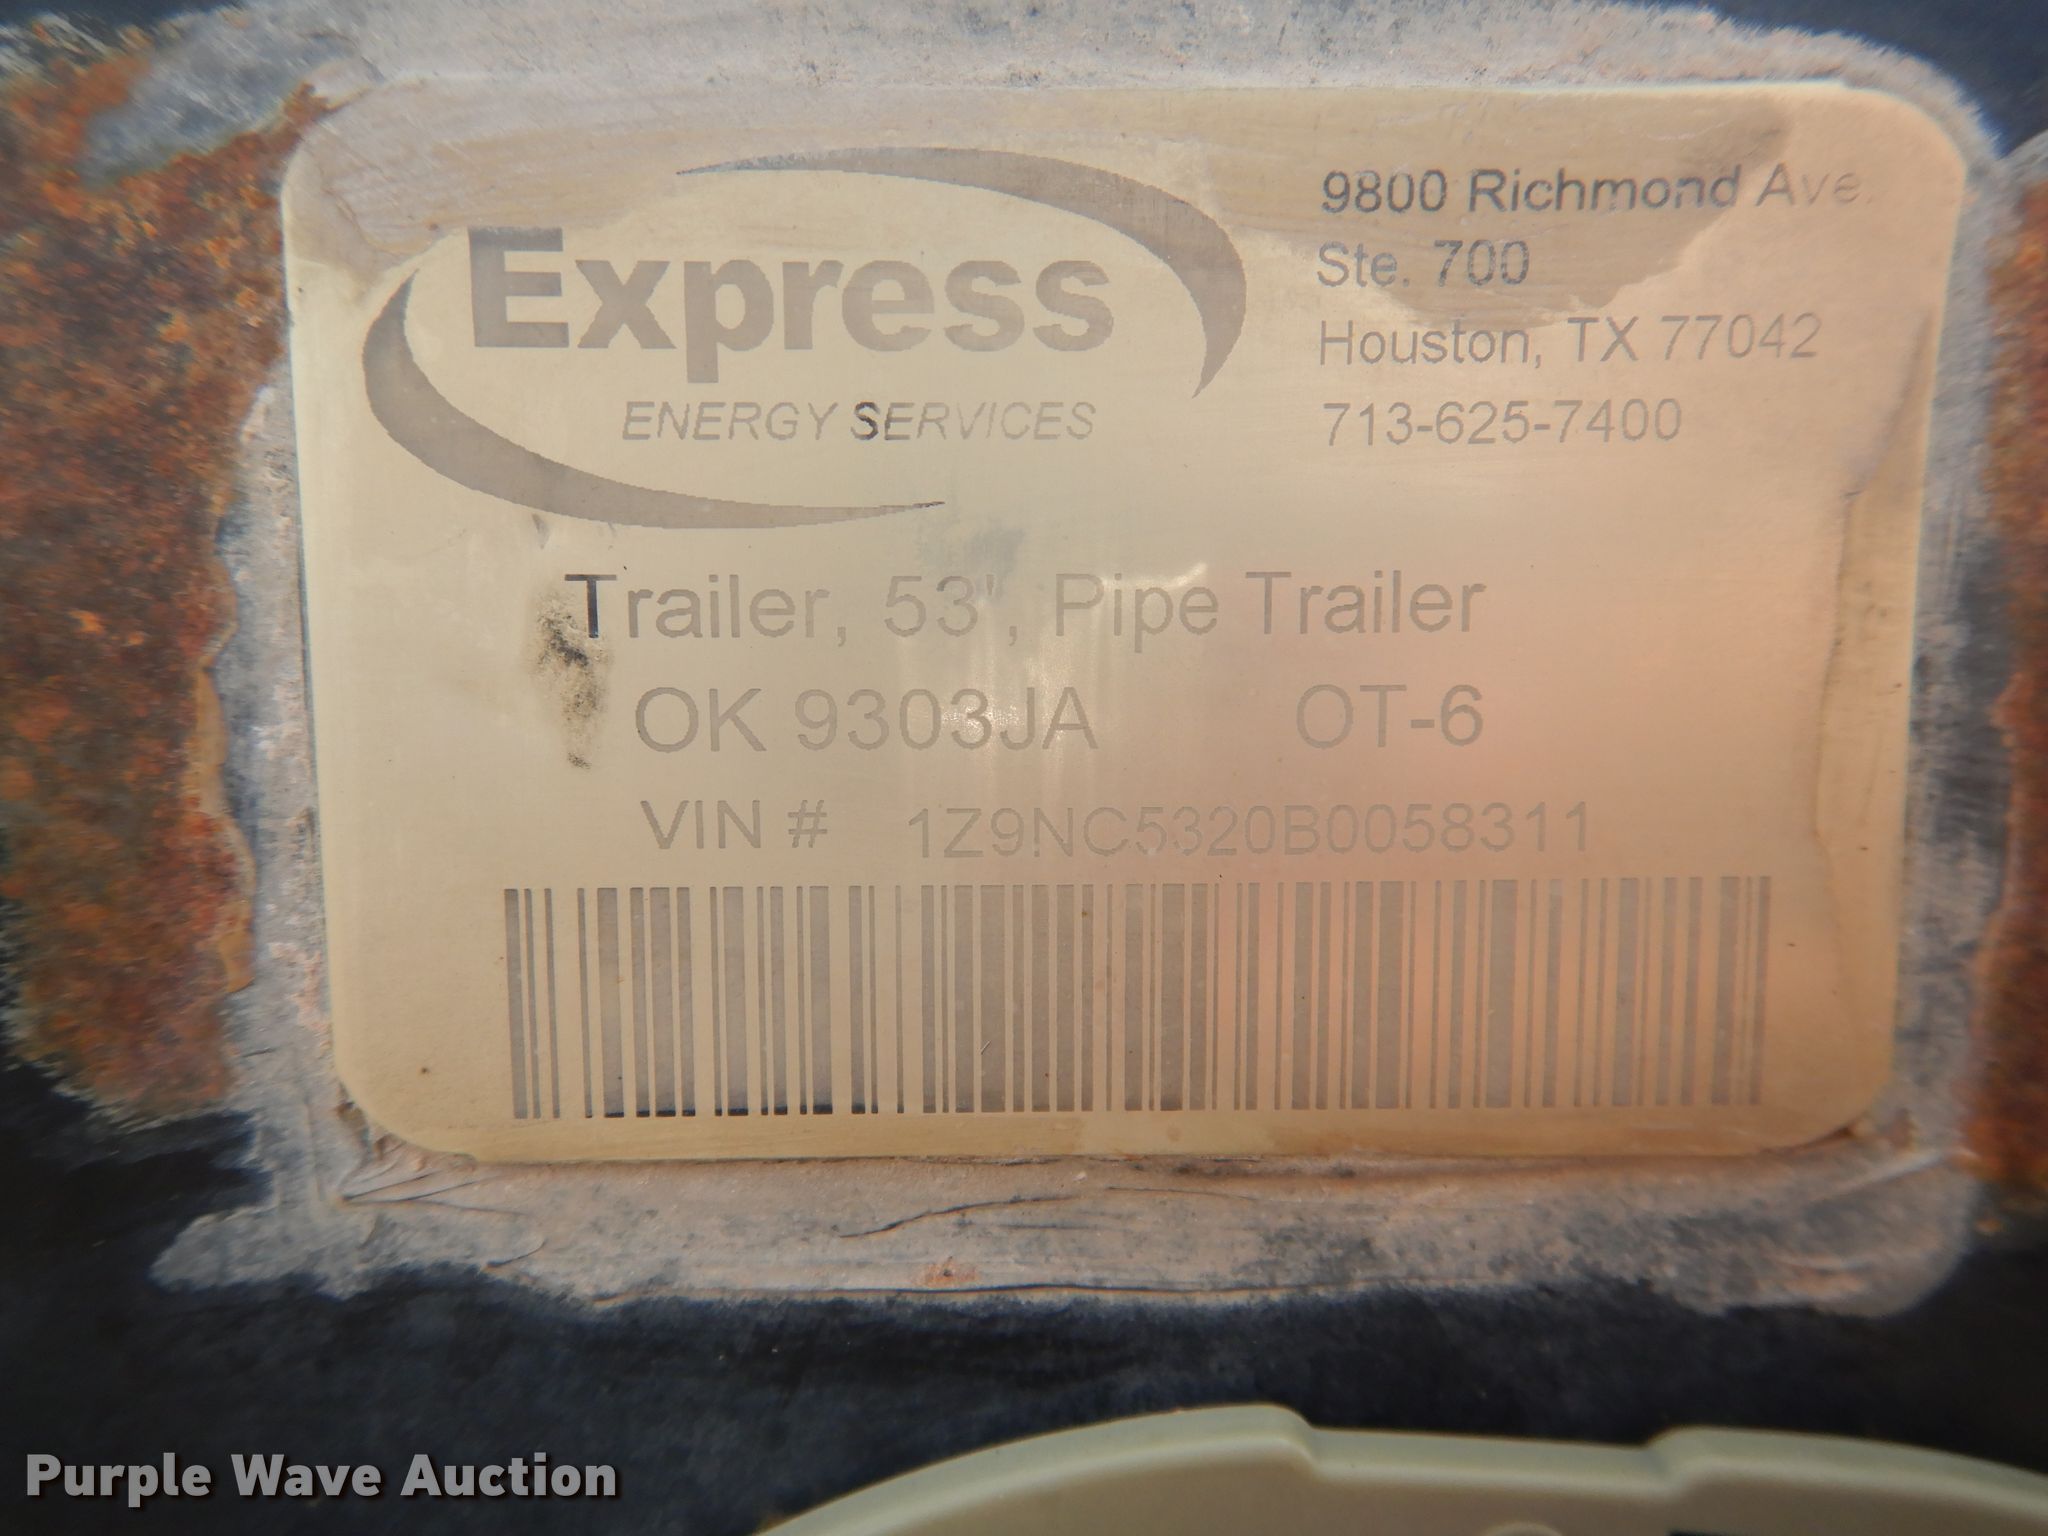 Express
ENERGY SERVICES
9800 Richmond Ave.
Ste. 700
Houston, TX 77042
713-625-7400
Trailer, 53', Pipe Trailer
OK 9303JA OT-6
VIN # 1Z9NC5320B0058311
Purple Wave Auction